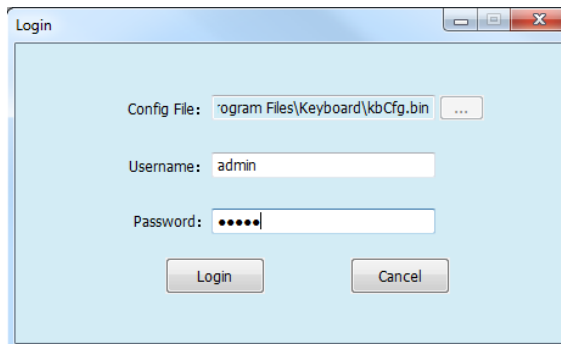 Login
Config File: rogram Files\Keyboard\kbCfg.bin ...
Username: admin
Password: •••••
Login Cancel